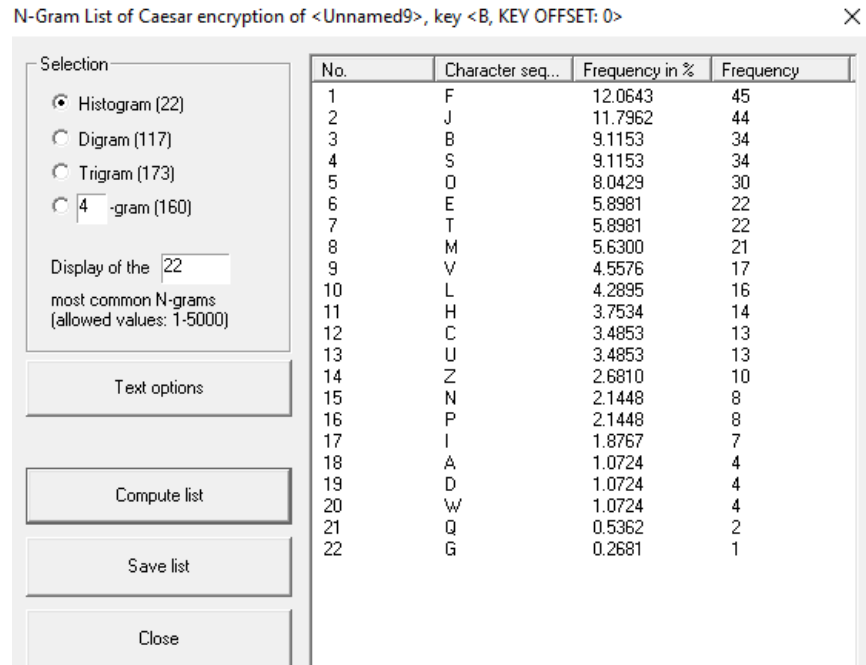 N-Gram List of Caesar encryption of <Unnamed9>, key <B, KEY OFFSET: 0>
Selection
Histogram (22)
Digram (117)
Trigram (173)
4 -gram (160)
Display of the 22
most common N-grams
(allowed values: 1-5000)
Text options
Compute list
Save list
Close
No. Character seq... Frequency in % Frequency
1 F 12.0643 45
2 J 11.7962 44
3 B 9.1153 34
4 S 9.1153 34
5 O 8.0429 30
6 E 5.8981 22
7 T 5.8981 22
8 M 5.6300 21
9 V 4.5576 17
10 L 4.2895 16
11 H 3.7534 14
12 C 3.4853 13
13 U 3.4853 13
14 Z 2.6810 10
15 N 2.1448 8
16 P 2.1448 8
17 I 1.8767 7
18 A 1.0724 4
19 D 1.0724 4
20 W 1.0724 4
21 Q 0.5362 2
22 G 0.2681 1